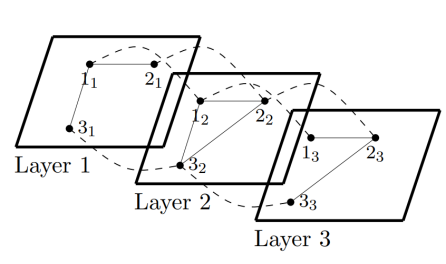 1₁ 2₁
3₁
Layer 1
1₂ 2₂
3₂
Layer 2
1₃ 2₃
3₃
Layer 3